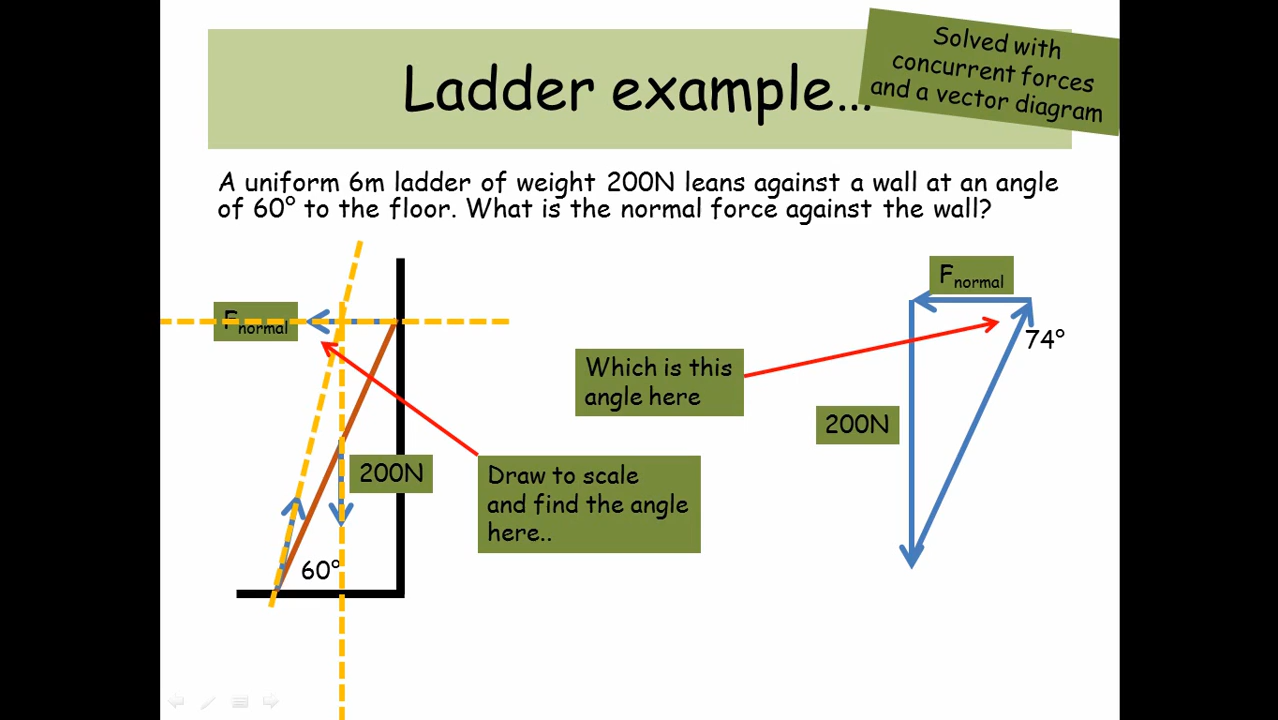 Ladder example...
Solved with
concurrent forces
and a vector diagram
A uniform 6m ladder of weight 200N leans against a wall at an angle
of 60° to the floor. What is the normal force against the wall?
Fnormal
200N
60°
Draw to scale
and find the angle
here..
Which is this
angle here
Fnormal
74°
200N